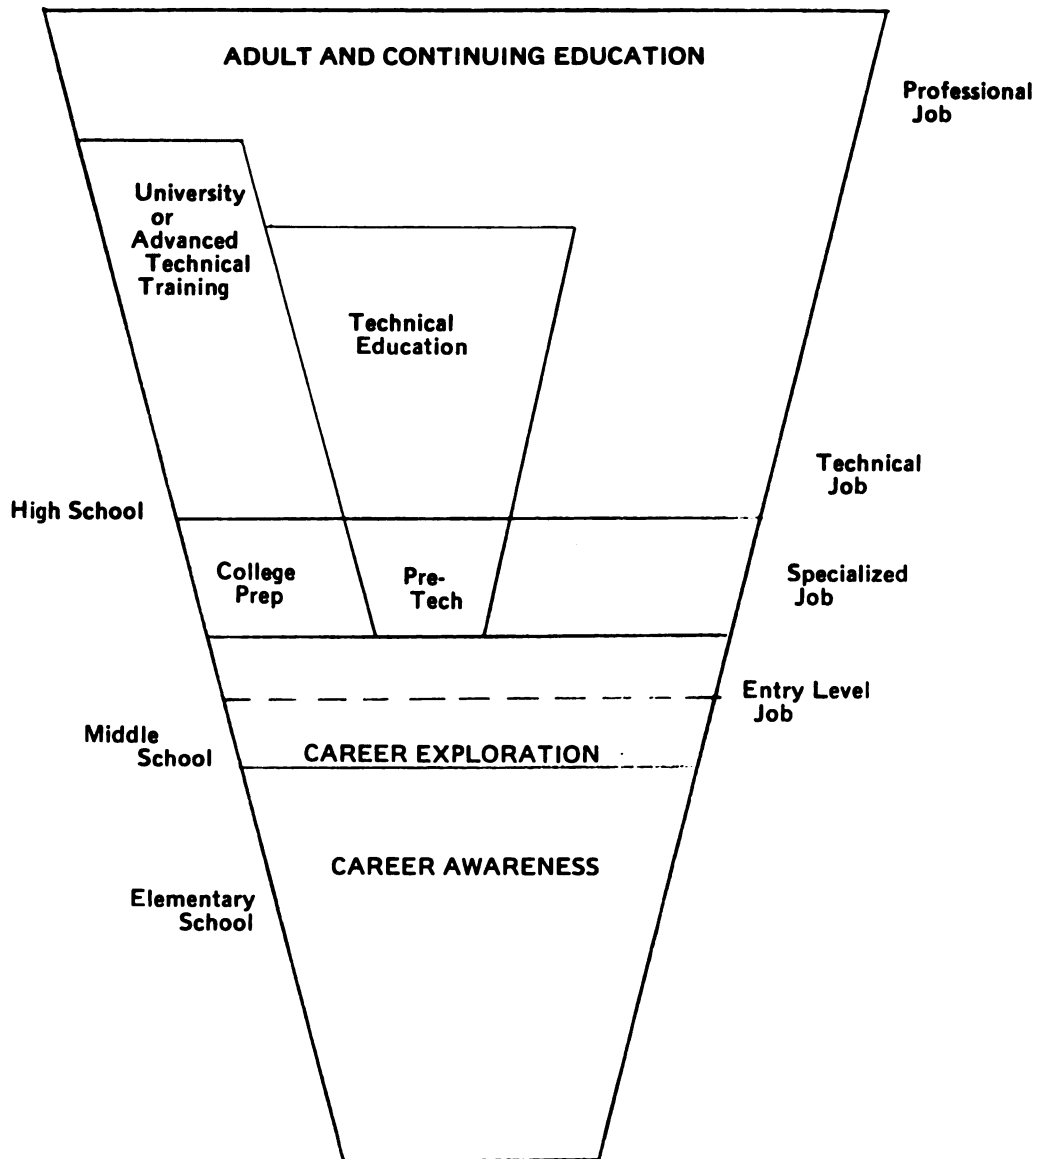 ADULT AND CONTINUING EDUCATION
Professional
Job
University
or
Advanced
Technical
Training
Technical
Education
Technical
Job
High School
College
Prep
Pre-
Tech
Specialized
Job
Entry Level
Job
Middle
School
CAREER EXPLORATION
CAREER AWARENESS
Elementary
School